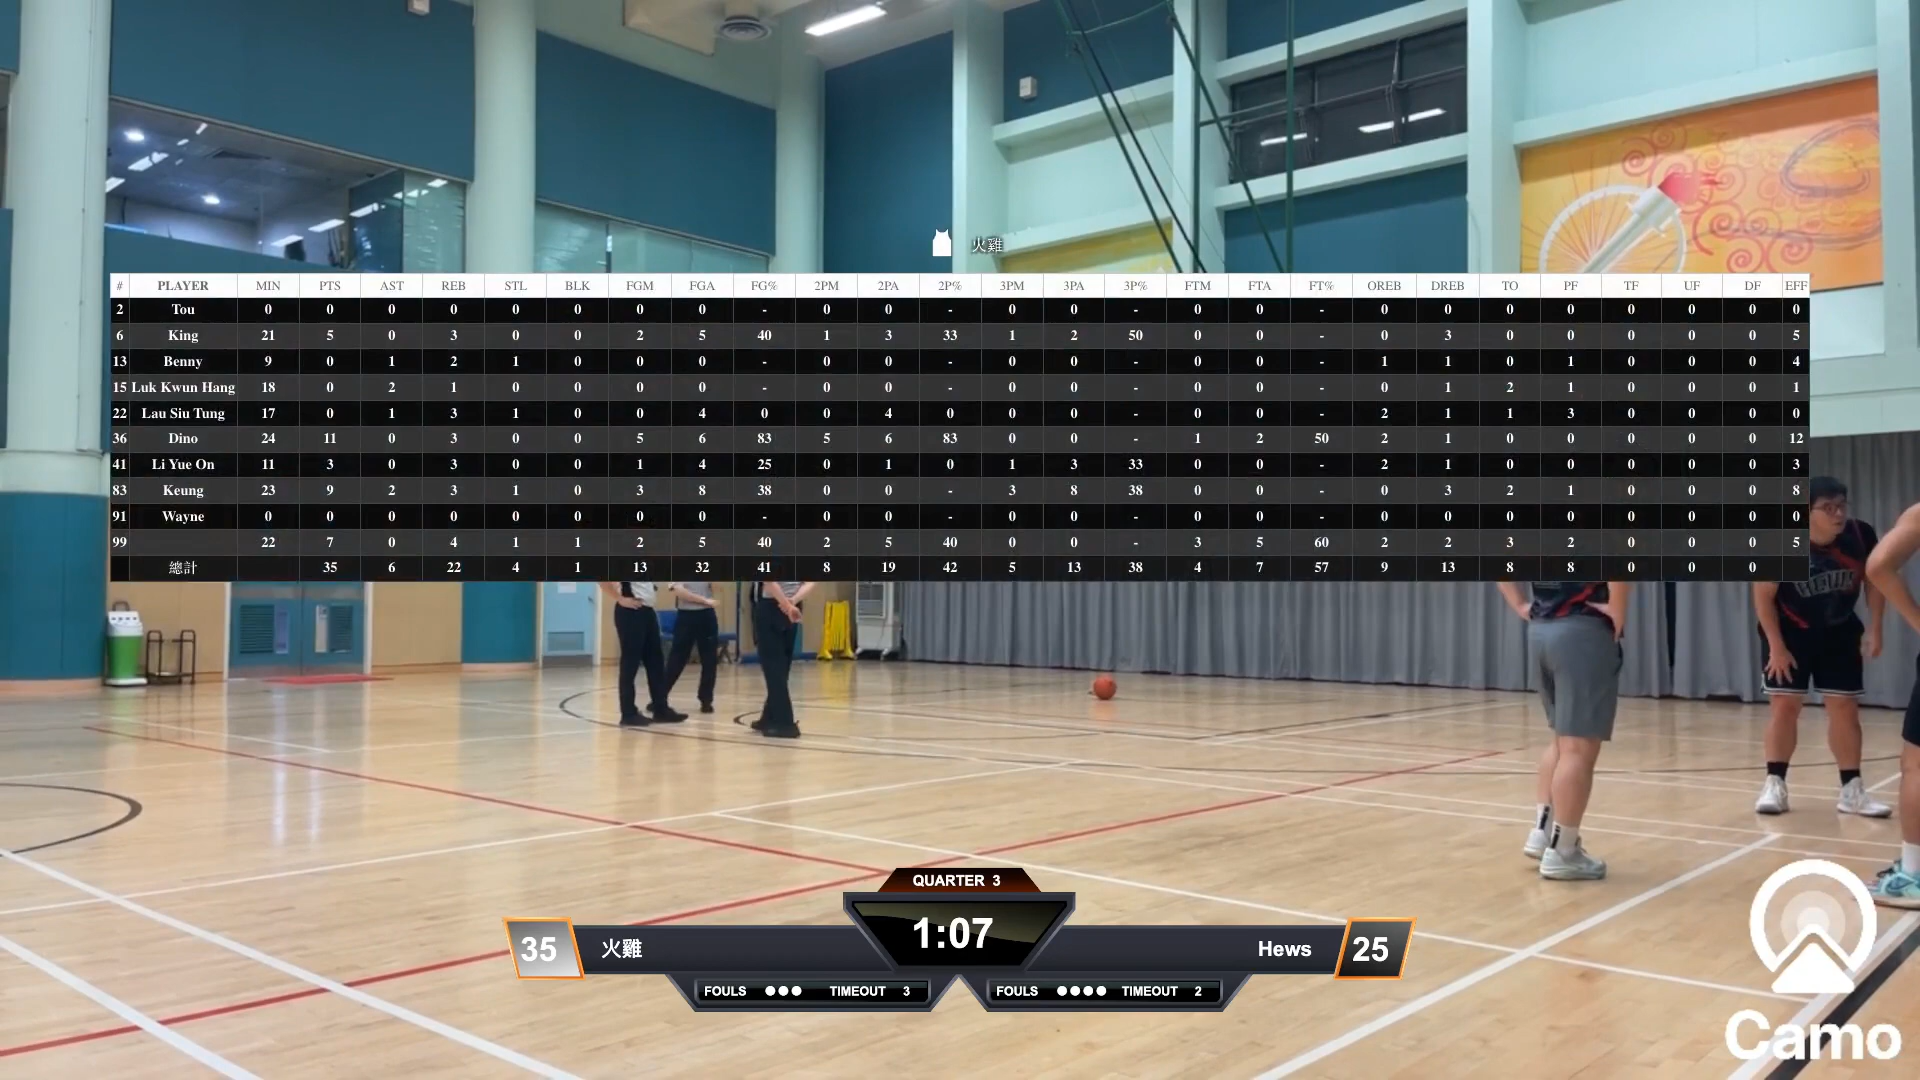 火雞
# PLAYER MIN PTS AST REB STL BLK FGM FGA FG% 2PM 2PA 2P% 3PM 3PA 3P% FTM FTA FT% OREB DREB TO PF TF UF DF EFF
2 Tou 0 0 0 0 0 0 0 0 - 0 0 - 0 0 - 0 0 - 0 0 0 0 0 0 0 0
6 King 21 5 0 3 0 0 2 5 40 1 3 33 1 2 50 0 0 - 0 3 0 0 0 0 0 5
13 Benny 9 0 1 2 1 0 0 0 - 0 0 - 0 0 - 0 0 - 1 1 0 1 0 0 0 4
15 Luk Kwun Hang 18 0 2 1 0 0 0 0 - 0 0 - 0 0 - 0 0 - 0 1 2 1 0 0 0 1
22 Lau Siu Tung 17 0 1 3 1 0 0 4 0 0 4 0 0 0 - 0 0 - 2 1 1 3 0 0 0 0
36 Dino 24 11 0 3 0 0 5 6 83 5 6 83 0 0 - 1 2 50 2 1 0 0 0 0 0 12
41 Li Yue On 11 3 0 3 0 0 1 4 25 0 1 0 1 3 33 0 0 - 2 1 0 0 0 0 0 3
83 Keung 23 9 2 3 1 0 3 8 38 0 0 - 3 8 38 0 0 - 0 3 2 1 0 0 0 8
91 Wayne 0 0 0 0 0 0 0 0 - 0 0 - 0 0 - 0 0 - 0 0 0 0 0 0 0 0
99 22 7 0 4 1 1 2 5 40 2 5 40 0 0 - 3 5 60 2 2 3 2 0 0 0 5
總計 35 6 22 4 1 13 32 41 8 19 42 5 13 38 4 7 57 9 13 8 8 0 0 0
QUARTER 3
1:07
35 火雞 Hews 25
FOULS TIMEOUT 3 FOULS TIMEOUT 2
Camo